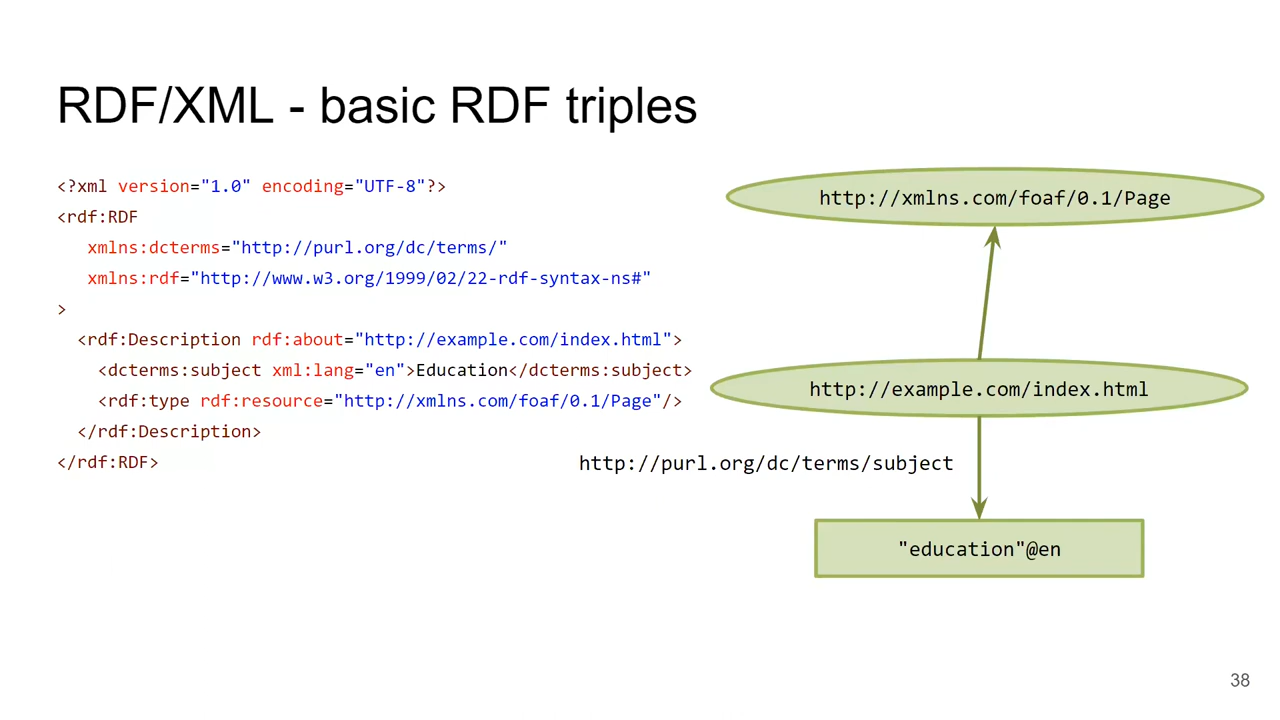 RDF/XML - basic RDF triples
<?xml version="1.0" encoding="UTF-8"?>
<rdf:RDF
xmlns:dcterms="http://purl.org/dc/terms/"
xmlns:rdf="http://www.w3.org/1999/02/22-rdf-syntax-ns#"
>
<rdf:Description rdf:about="http://example.com/index.html">
<dcterms:subject xml:lang="en">Education</dcterms:subject>
<rdf:type rdf:resource="http://xmlns.com/foaf/0.1/Page"/>
</rdf:Description>
</rdf:RDF>
http://xmlns.com/foaf/0.1/Page
http://example.com/index.html
http://purl.org/dc/terms/subject
"education"@en
38